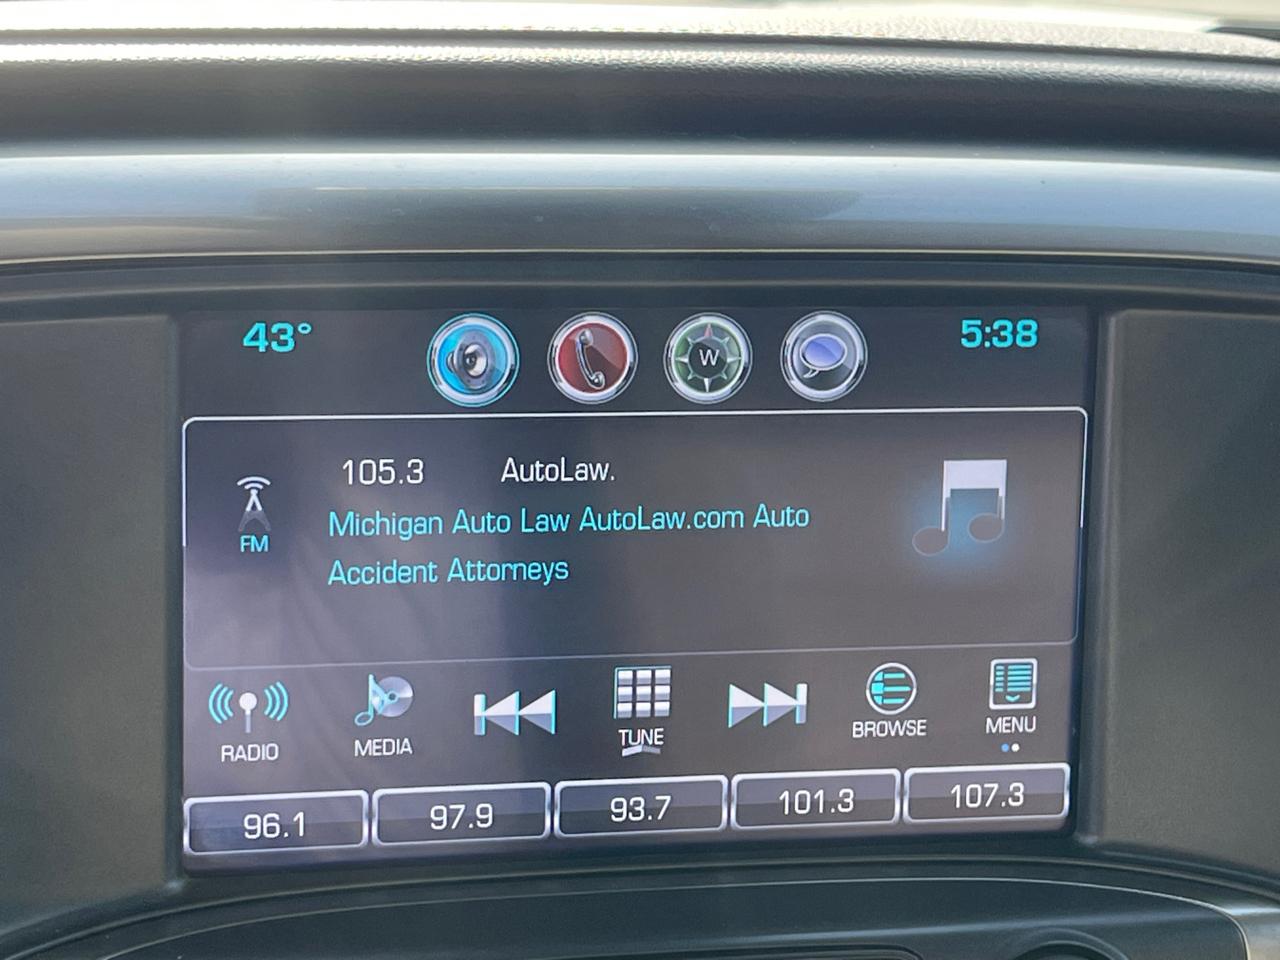 43° W 5:38
105.3 AutoLaw.
Michigan Auto Law AutoLaw.com Auto
Accident Attorneys
FM
RADIO MEDIA TUNE BROWSE MENU
96.1 97.9 93.7 101.3 107.3